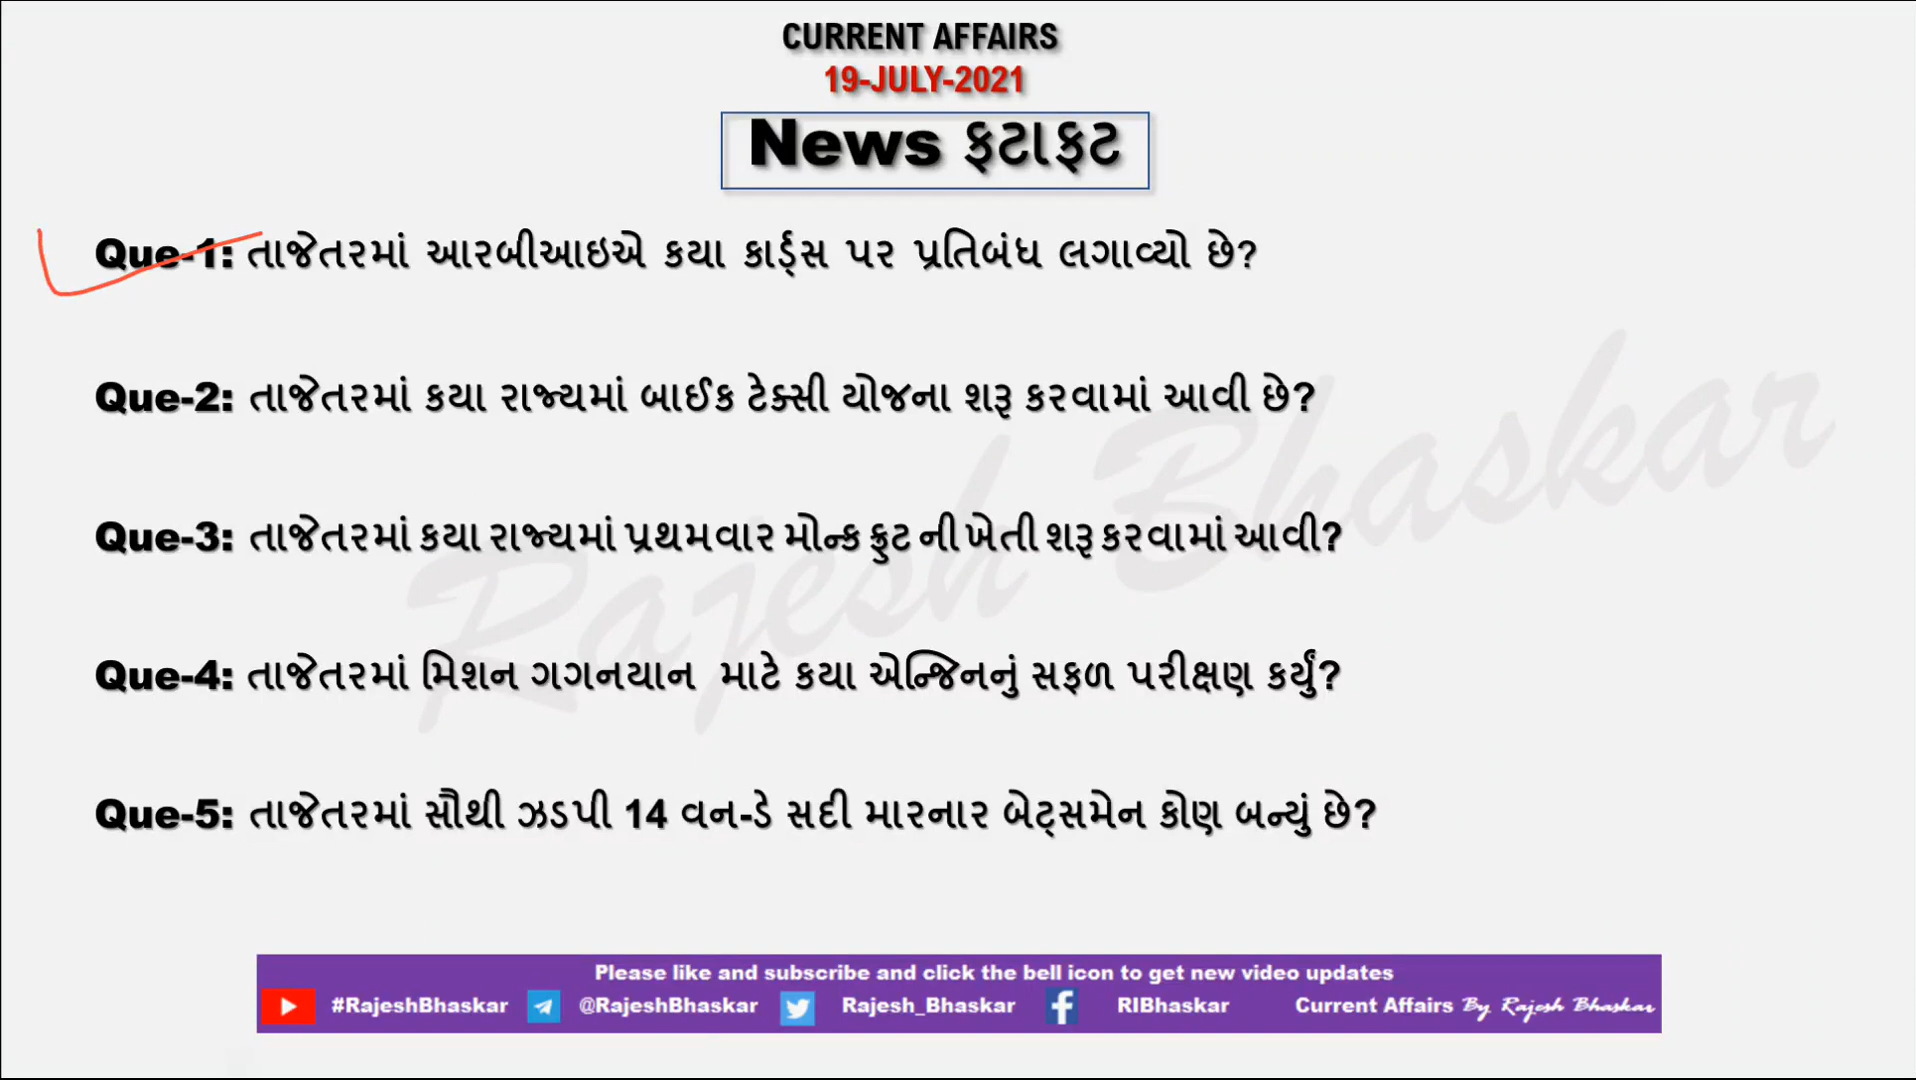 CURRENT AFFAIRS
19-JULY-2021
News ફટાફટ
Que-1: તાજેતરમાં આરબીઆઇએ કયા કાર્ડ્સ પર પ્રતિબંધ લગાવ્યો છે?
Que-2: તાજેતરમાં કયા રાજ્યમાં બાઈક ટેક્સી યોજના શરૂ કરવામાં આવી છે?
Que-3: તાજેતરમાં કયા રાજ્યમાં પ્રથમવાર મોન્ક ફ્રુટ ની ખેતી શરૂ કરવામાં આવી?
Que-4: તાજેતરમાં મિશન ગગનયાન માટે કયા એન્જિનનું સફળ પરીક્ષણ કર્યું?
Que-5: તાજેતરમાં સૌથી ઝડપી 14 વન-ડે સદી મારનાર બેટ્સમેન કોણ બન્યું છે?
Rajesh Bhaskar
Please like and subscribe and click the bell icon to get new video updates
#RajeshBhaskar @RajeshBhaskar Rajesh_Bhaskar RIBhaskar Current Affairs By Rajesh Bhaskar